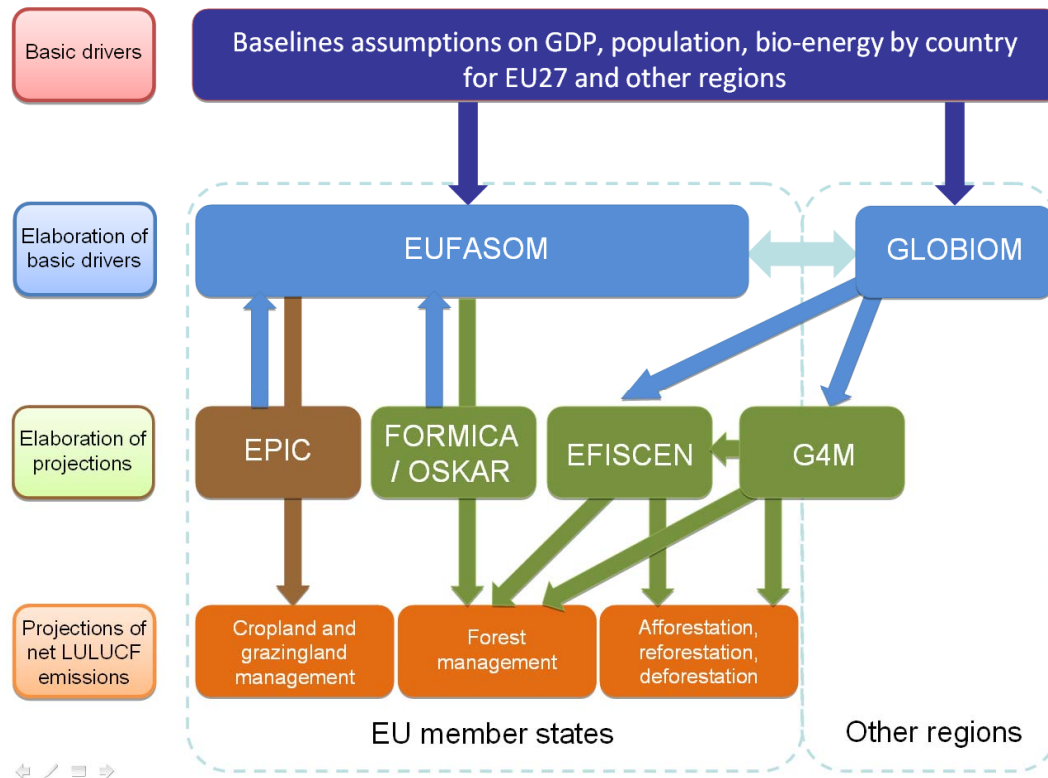 Basic drivers
Baselines assumptions on GDP, population, bio-energy by country
for EU27 and other regions
Elaboration of
basic drivers
EUFASOM
GLOBIOM
Elaboration of
projections
EPIC
FORMICA
/ OSKAR
EFISCEN
G4M
Projections of
net LULUCF
emissions
Cropland and
grazingland
management
Forest
management
Afforestation,
reforestation,
deforestation
EU member states
Other regions